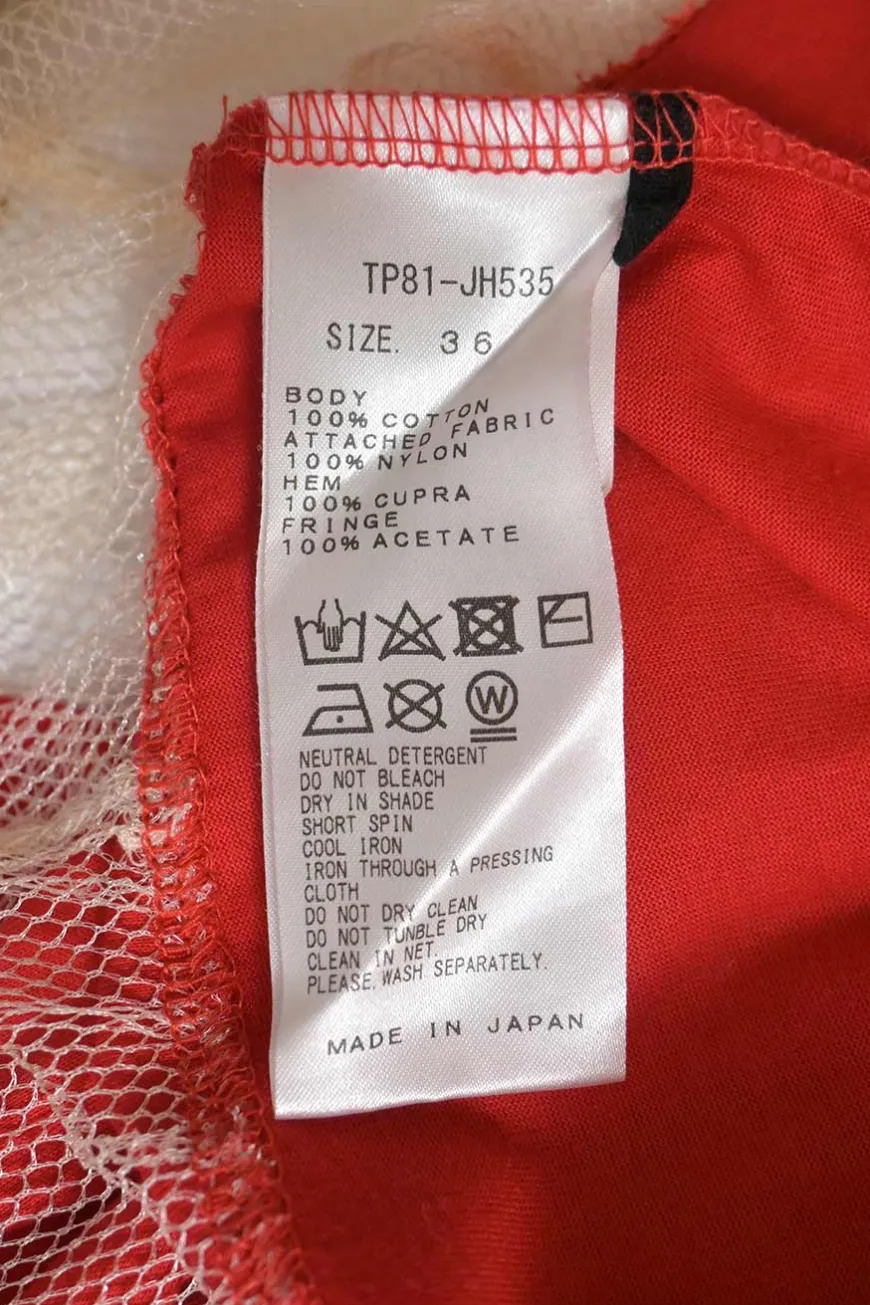 TP81-JH535
SIZE. 36
BODY
100% COTTON
ATTACHED FABRIC
100% NYLON
HEM
100% CUPRA
FRINGE
100% ACETATE
W
NEUTRAL DETERGENT
DO NOT BLEACH
DRY IN SHADE
SHORT SPIN
COOL IRON
IRON THROUGH A PRESSING
CLOTH
DO NOT DRY CLEAN
DO NOT TUNBLE DRY
CLEAN IN NET.
PLEASE.WASH SEPARATELY.
MADE IN JAPAN